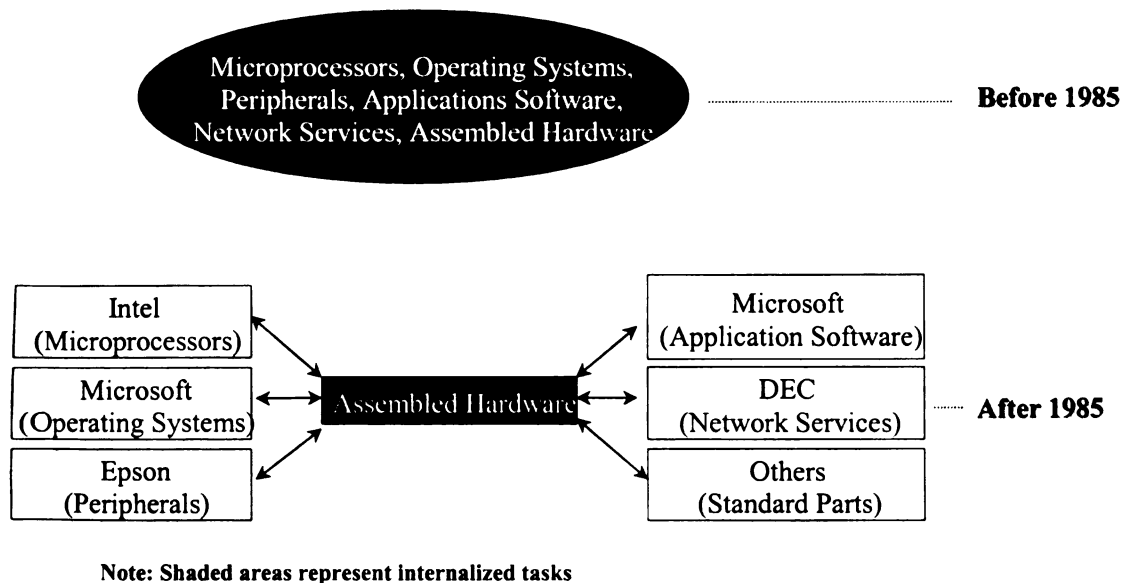 Microprocessors, Operating Systems,
Peripherals, Applications Software,
Network Services, Assembled Hardware
Before 1985
Intel
(Microprocessors)
Microsoft
(Operating Systems)
Epson
(Peripherals)
Assembled Hardware
Microsoft
(Application Software)
DEC
(Network Services)
Others
(Standard Parts)
After 1985
Note: Shaded areas represent internalized tasks